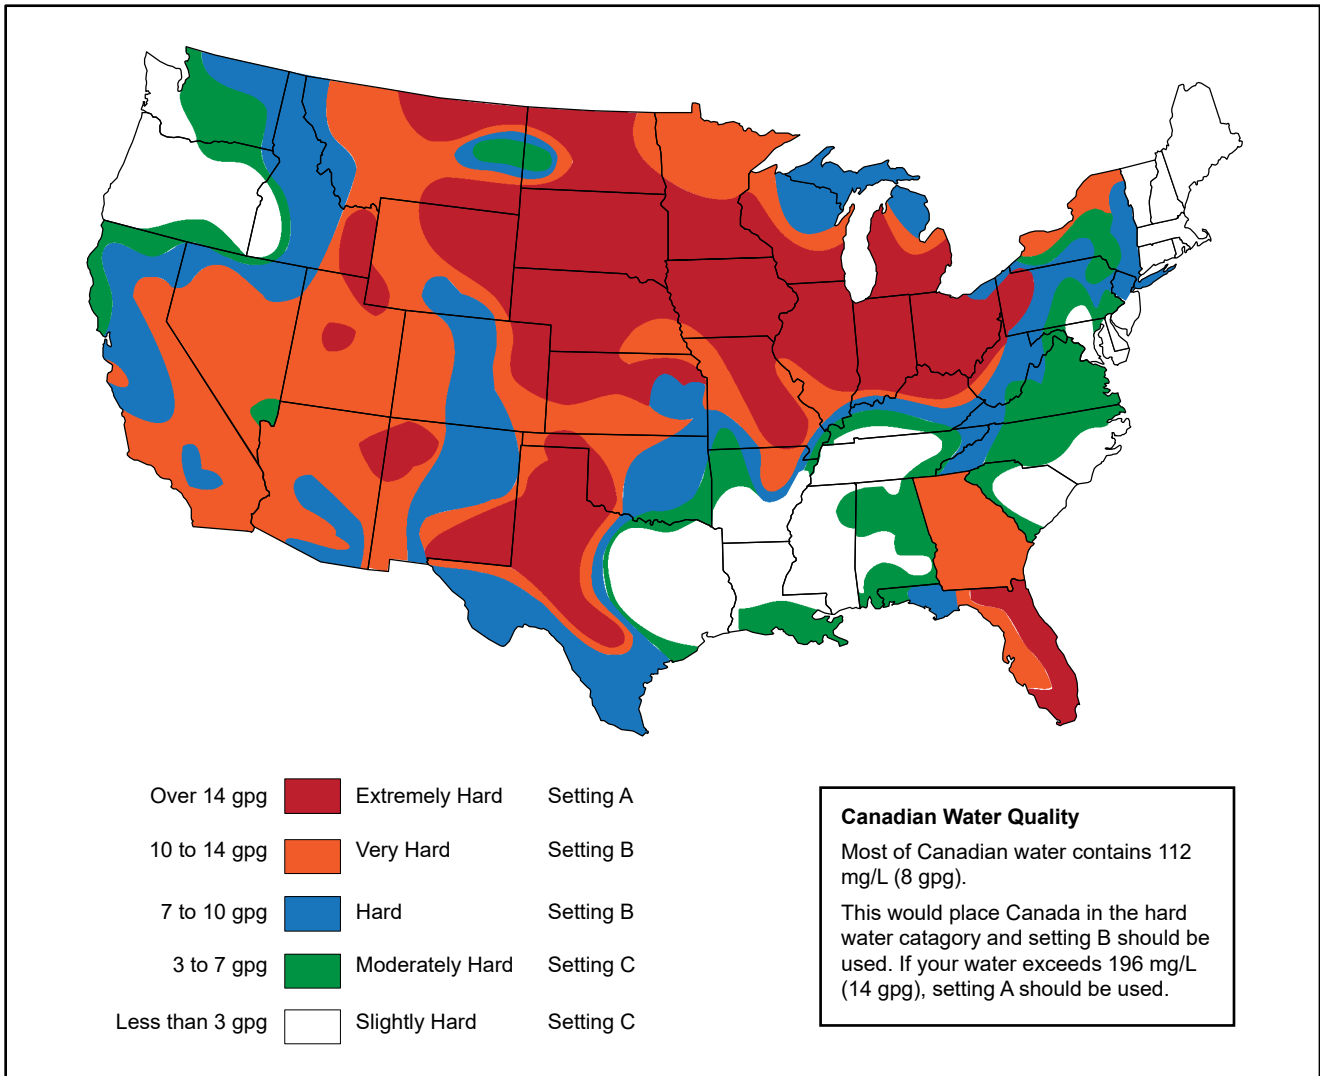 Over 14 gpg Extremely Hard Setting A
10 to 14 gpg Very Hard Setting B
7 to 10 gpg Hard Setting B
3 to 7 gpg Moderately Hard Setting C
Less than 3 gpg Slightly Hard Setting C
Canadian Water Quality
Most of Canadian water contains 112
mg/L (8 gpg).
This would place Canada in the hard
water catagory and setting B should be
used. If your water exceeds 196 mg/L
(14 gpg), setting A should be used.